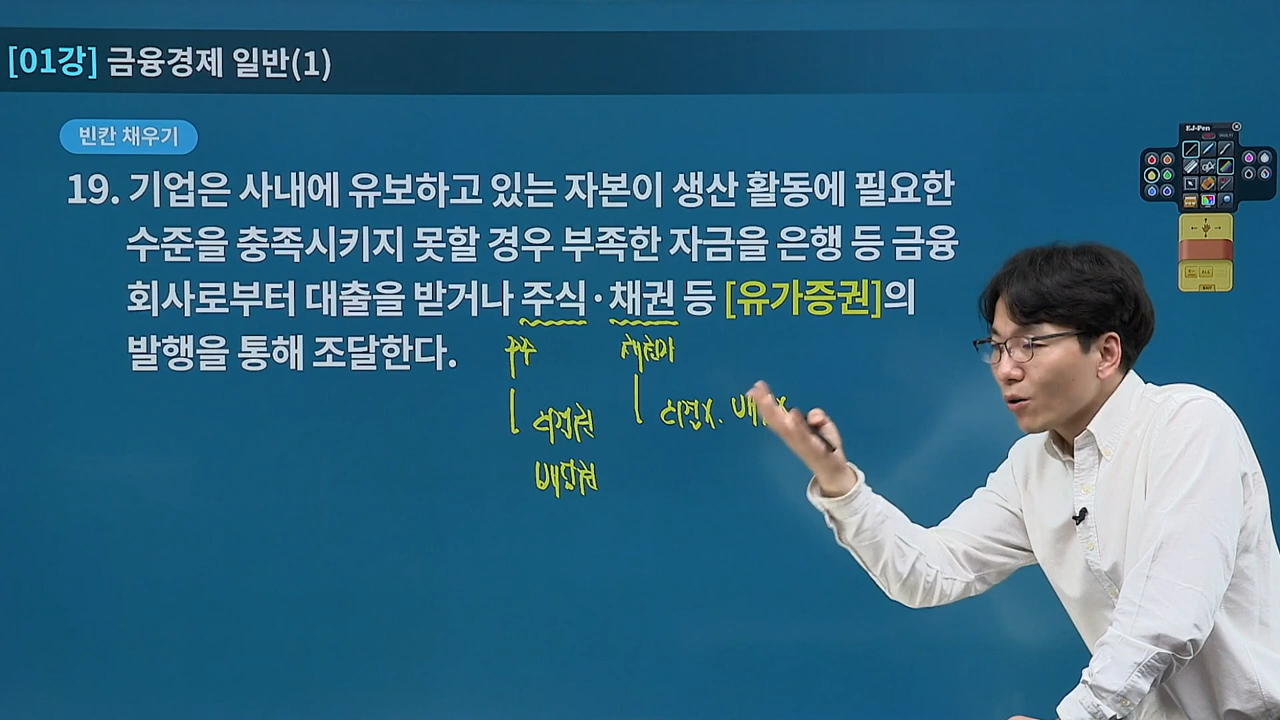 [01강] 금융경제 일반(1)
빈칸 채우기
19. 기업은 사내에 유보하고 있는 자본이 생산 활동에 필요한
수준을 충족시키지 못할 경우 부족한 자금을 은행 등 금융
회사로부터 대출을 받거나 주식·채권 등 [유가증권]의
발행을 통해 조달한다.
주주 채권자
의결권 의결X.
배당권
EJ-Pen